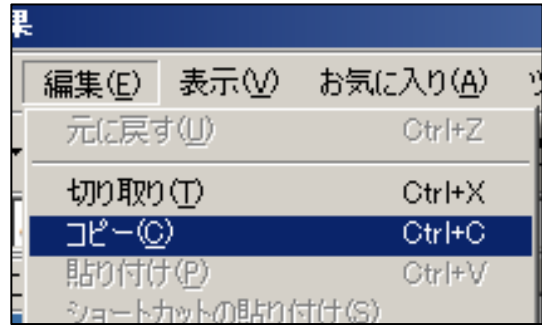 果
編集(E) 表示(V) お気に入り(A) ツ
元に戻す(U) Ctrl+Z
切り取り(T) Ctrl+X
コピー(C) Ctrl+C
貼り付け(P) Ctrl+V
ショートカットの貼り付け(S)